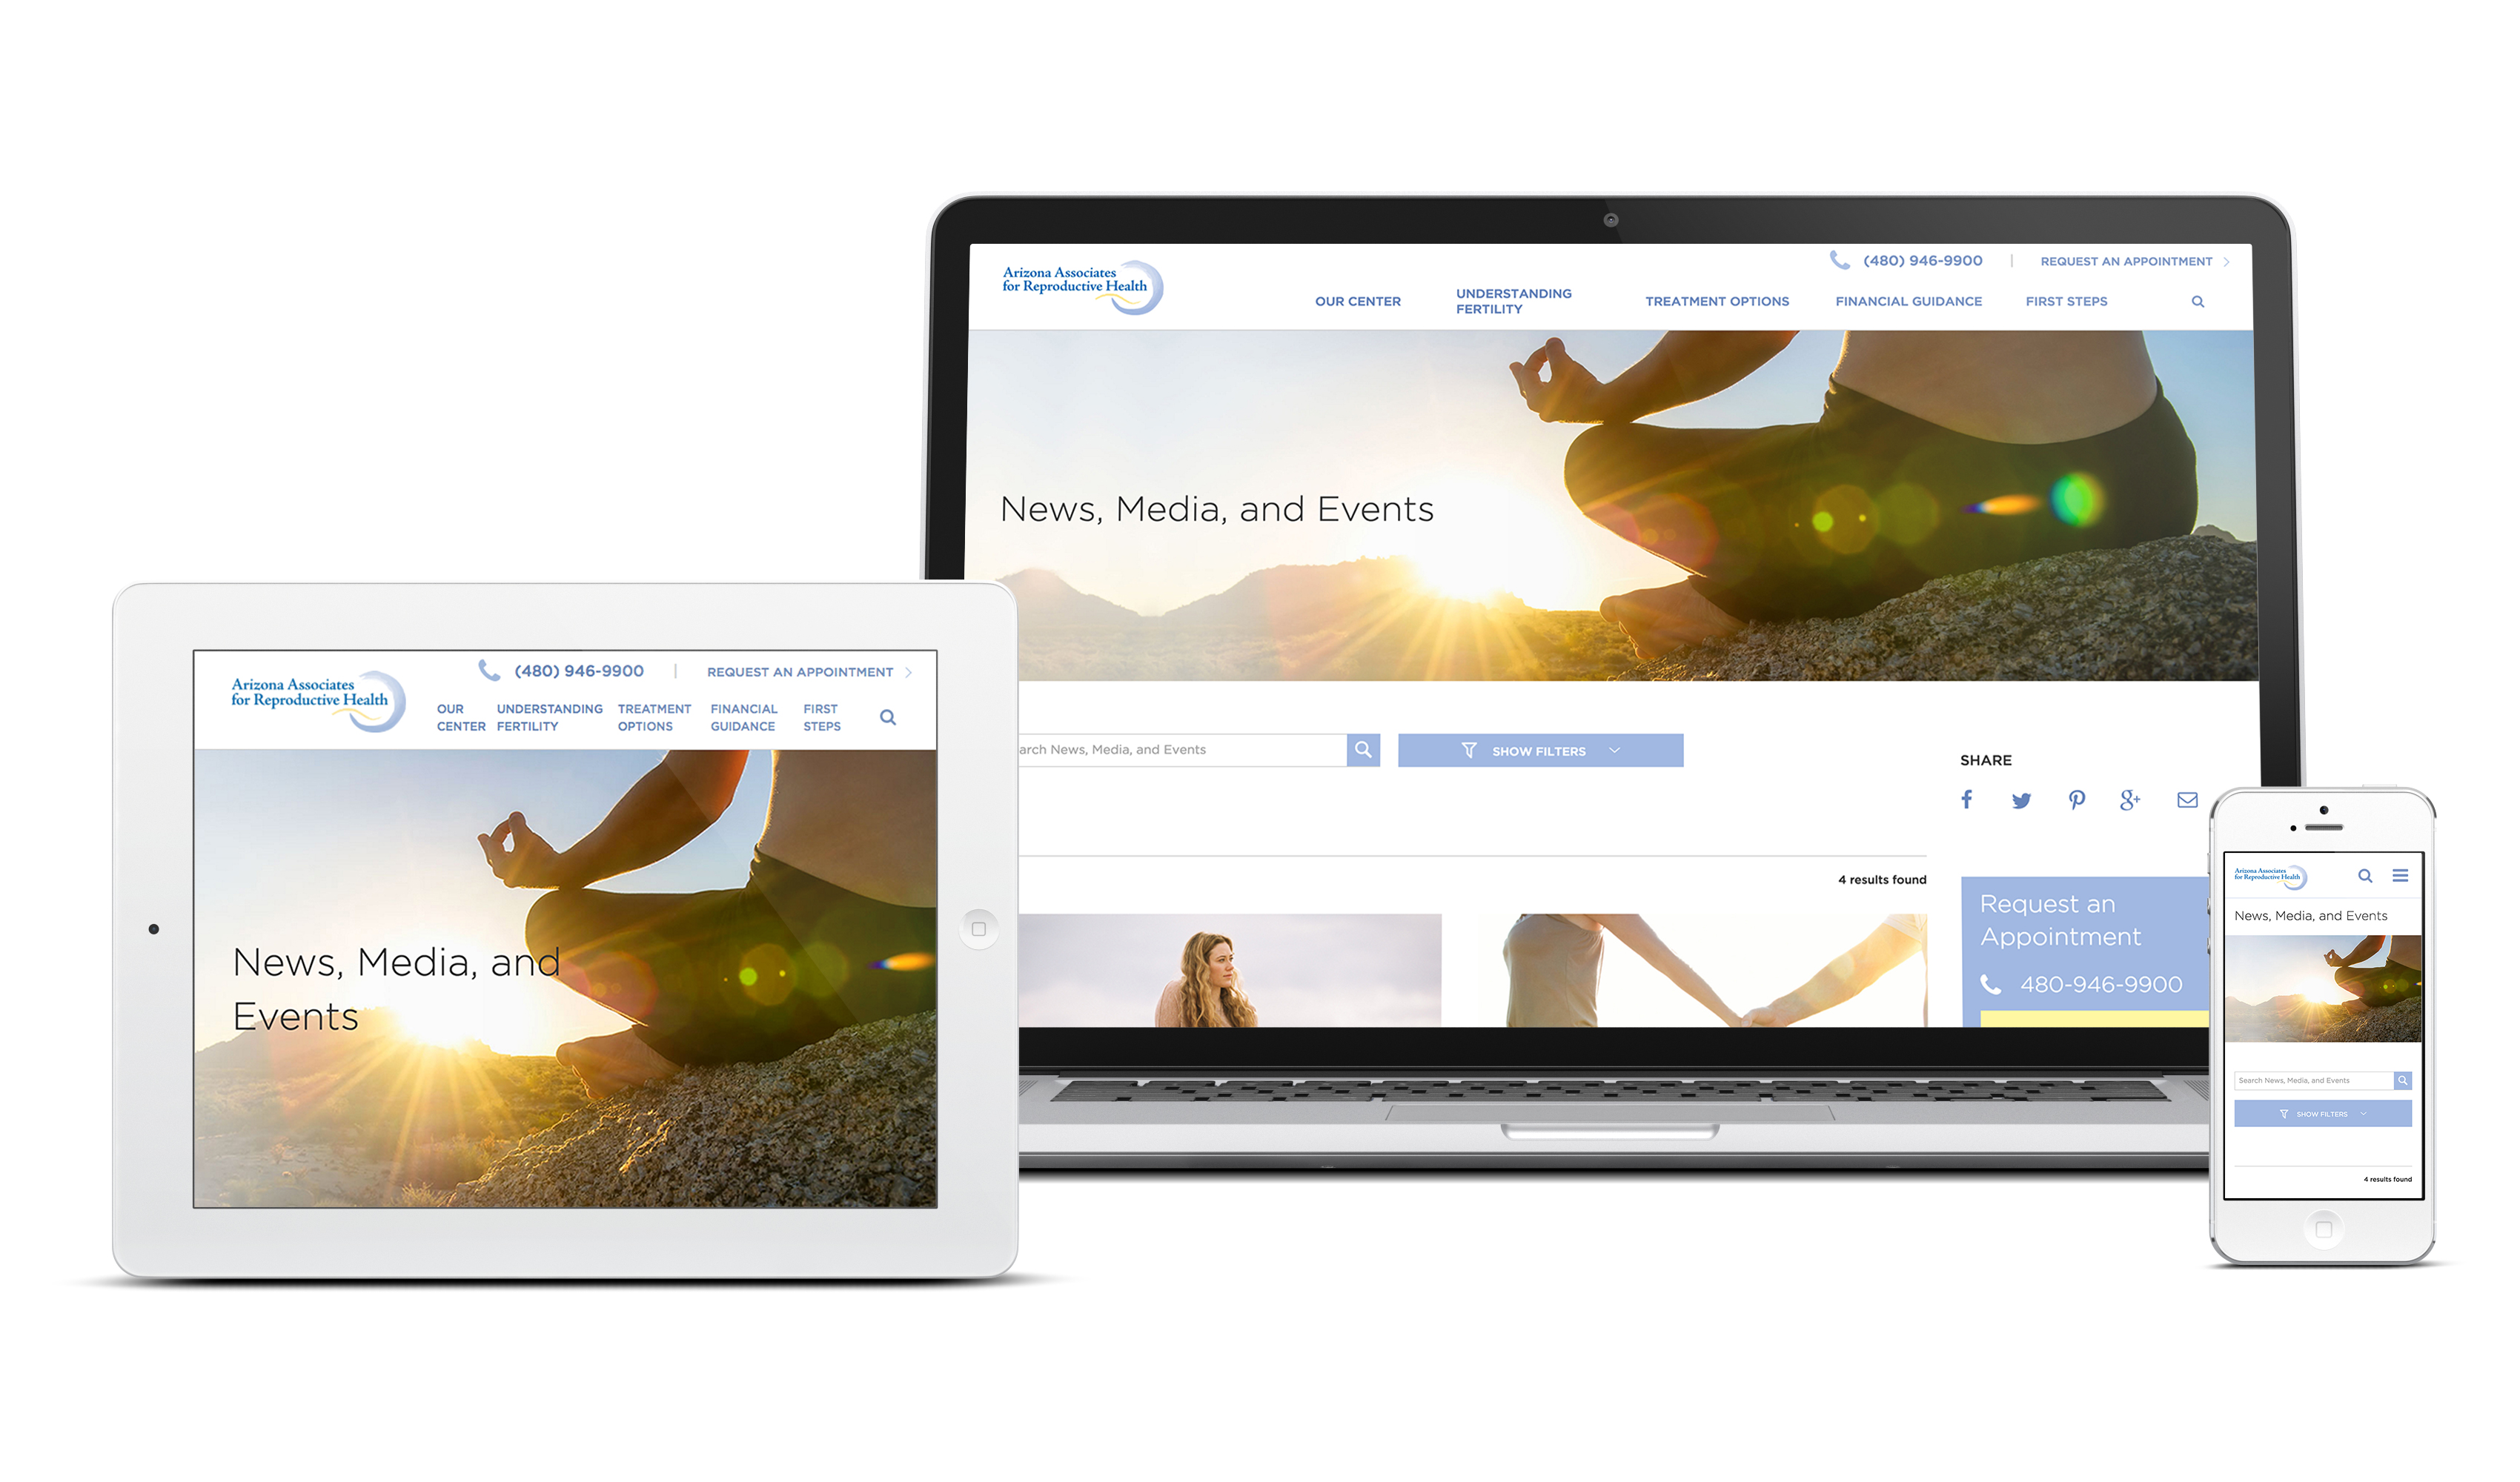 Arizona Associates
for Reproductive Health
(480) 946-9900
|
REQUEST AN APPOINTMENT
OUR CENTER
UNDERSTANDING
FERTILITY
TREATMENT OPTIONS
FINANCIAL GUIDANCE
FIRST STEPS
News, Media, and Events
arch News, Media, and Events
SHOW FILTERS
SHARE
4 results found
Request an
Appointment
480-946-9900
Arizona Associates
for Reproductive Health
(480) 946-9900
|
REQUEST AN APPOINTMENT
OUR
CENTER
UNDERSTANDING
FERTILITY
TREATMENT
OPTIONS
FINANCIAL
GUIDANCE
FIRST
STEPS
News, Media, and
Events
Arizona Associates
for Reproductive Health
News, Media, and Events
Search News, Media, and Events
SHOW FILTERS
4 results found